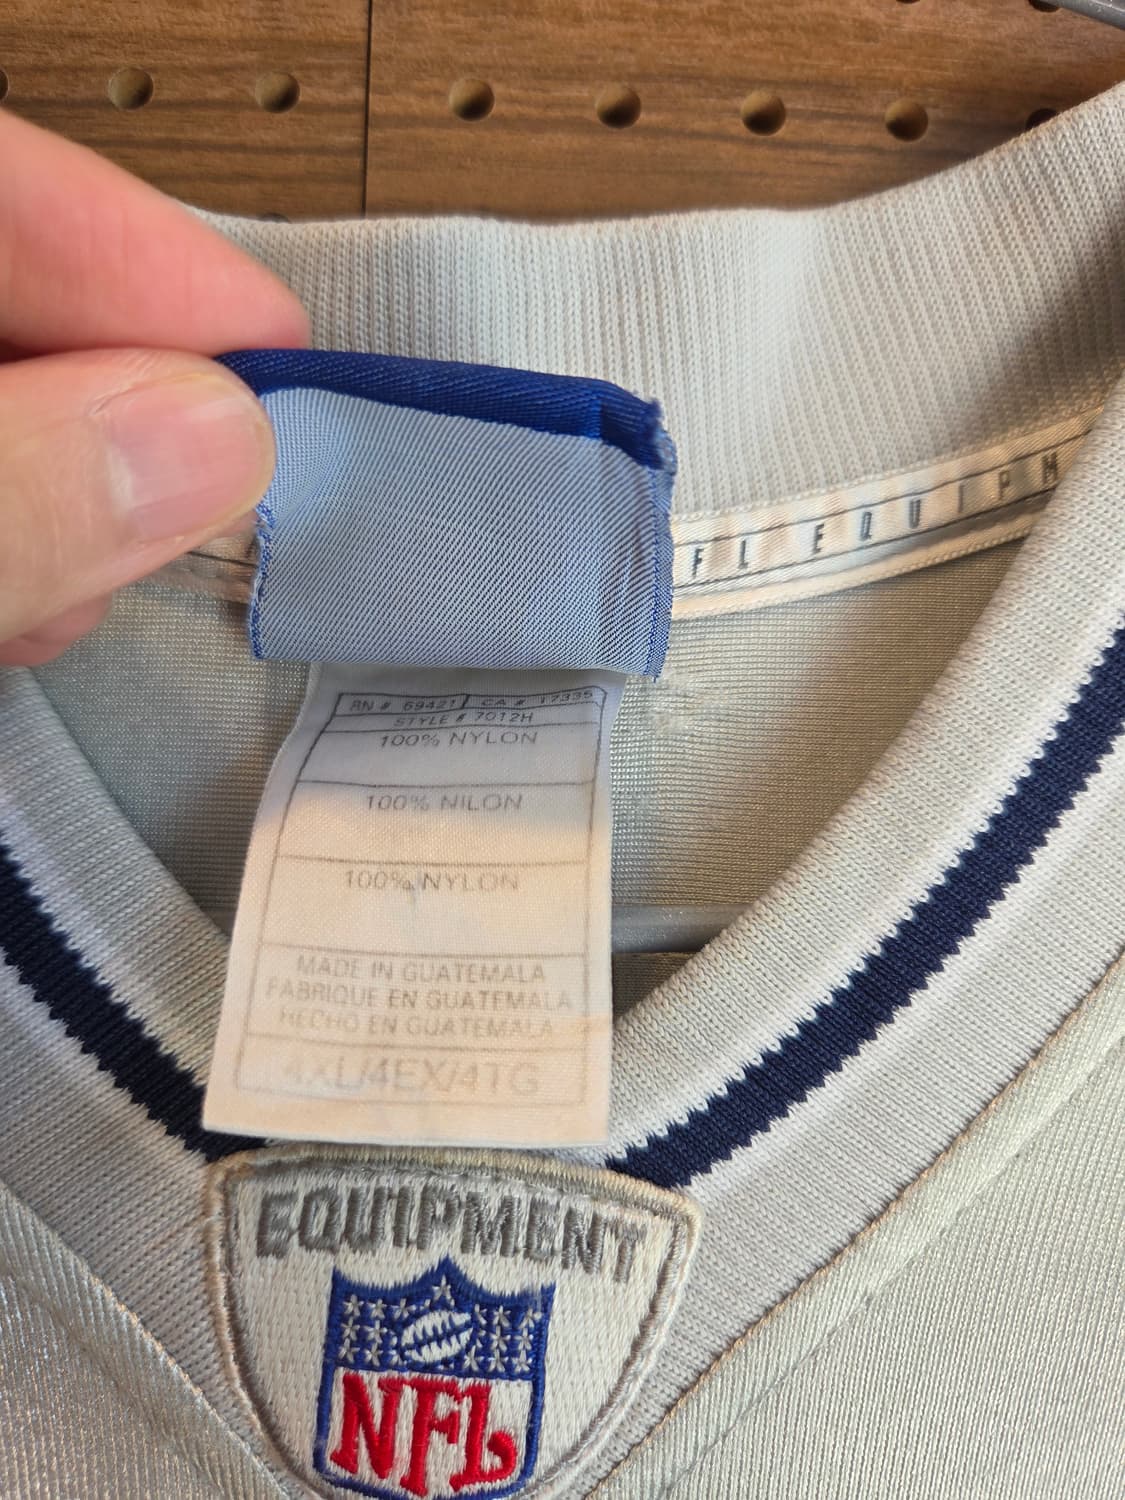 FL EQUIPM
RN # 69421 CA # 17335
STYLE # 7012H
100% NYLON
100% NILON
100% NYLON
MADE IN GUATEMALA
FABRIQUE EN GUATEMALA
HECHO EN GUATEMALA
4XL/4EX/4TG
EQUIPMENT
NFL